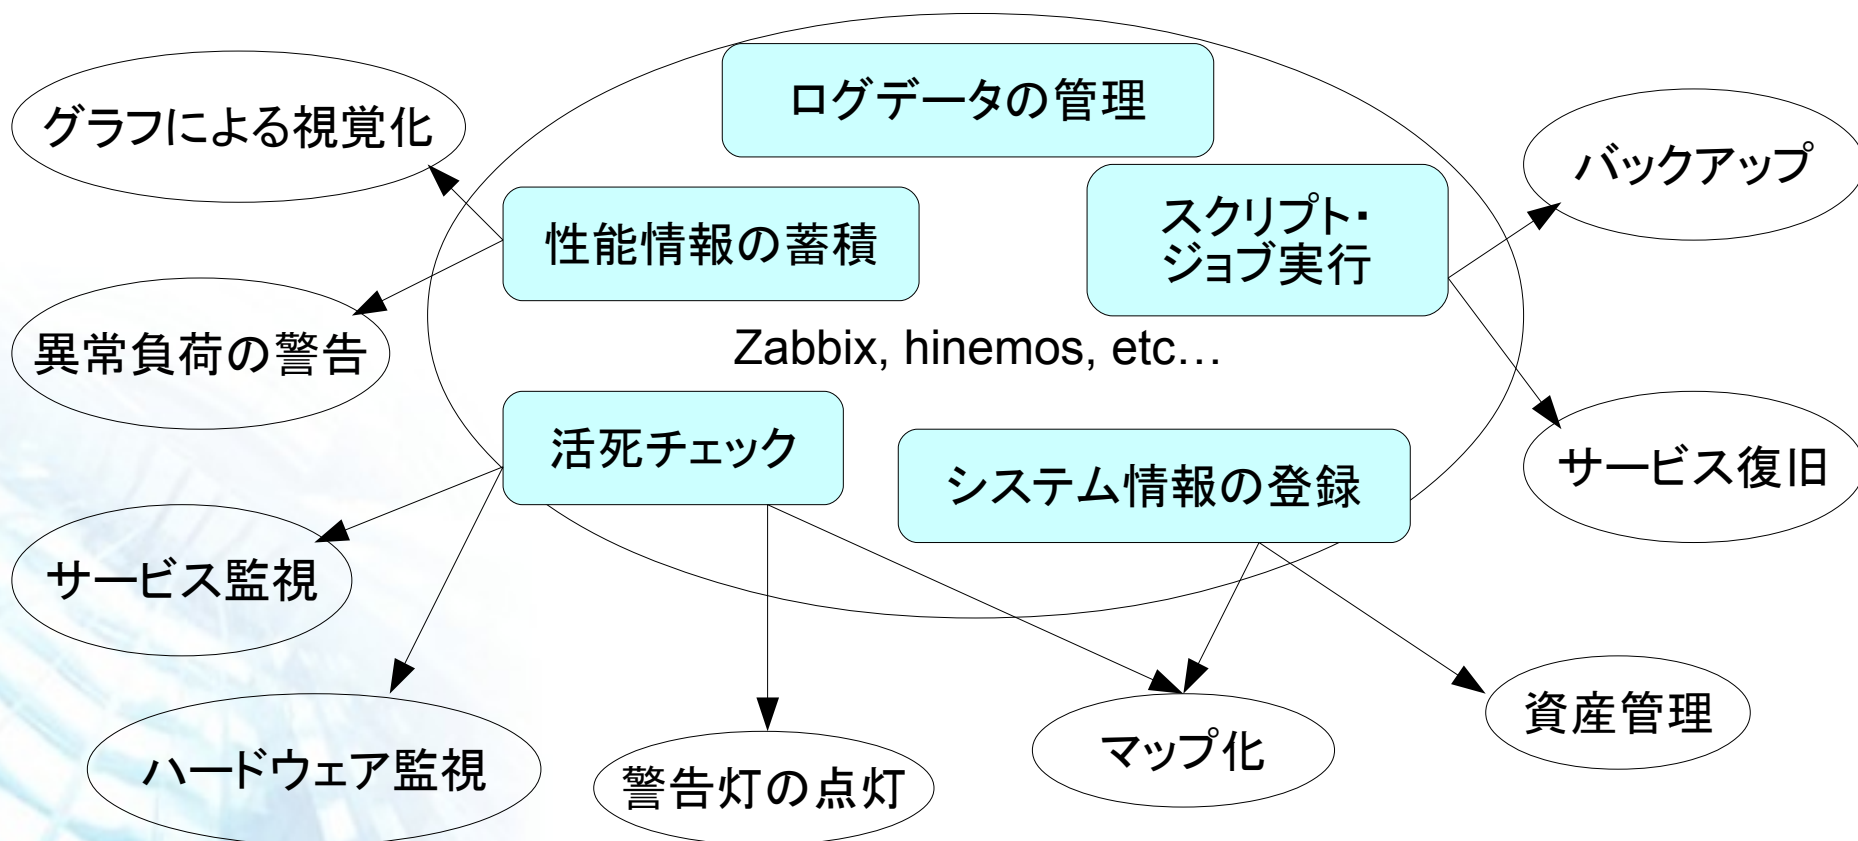 ログデータの管理
グラフによる視覚化
バックアップ
スクリプト・
ジョブ実行
性能情報の蓄積
異常負荷の警告
Zabbix, hinemos, etc…
活死チェック
システム情報の登録
サービス復旧
サービス監視
資産管理
マップ化
ハードウェア監視
警告灯の点灯